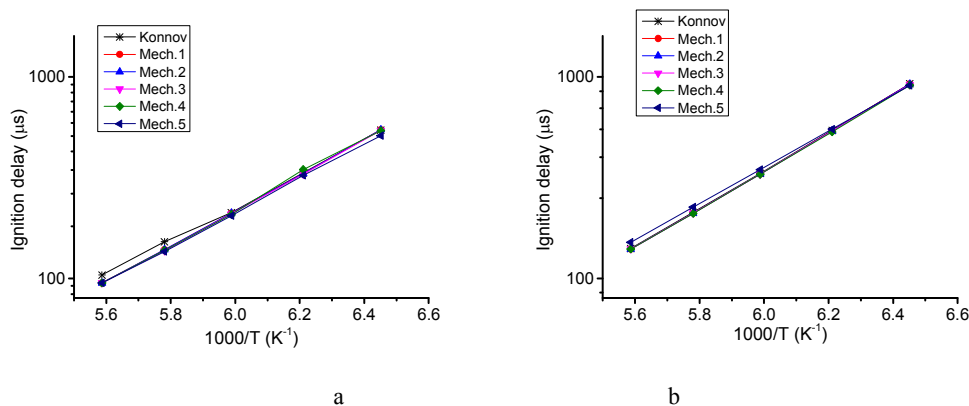 Konnov
Mech.1
Mech.2
Mech.3
Mech.4
Mech.5
1000
100
Ignition delay (μs)
5.6 5.8 6.0 6.2 6.4 6.6
1000/T (K⁻¹)
a
Konnov
Mech.1
Mech.2
Mech.3
Mech.4
Mech.5
1000
100
Ignition delay (μs)
5.6 5.8 6.0 6.2 6.4 6.6
1000/T (K⁻¹)
b